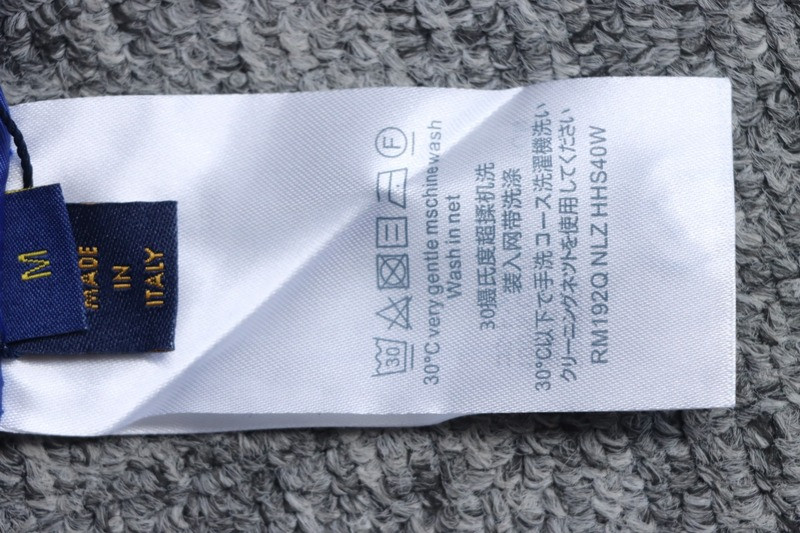 M
MADE
IN
ITALY
30
F
30°C very gentle mschinewash
Wash in net
30摄氏度超揉机洗
装入网带洗涤
30℃以下で手洗コース洗濯機洗い
クリーニングネットを使用してください
RM192Q NLZ HHS40W